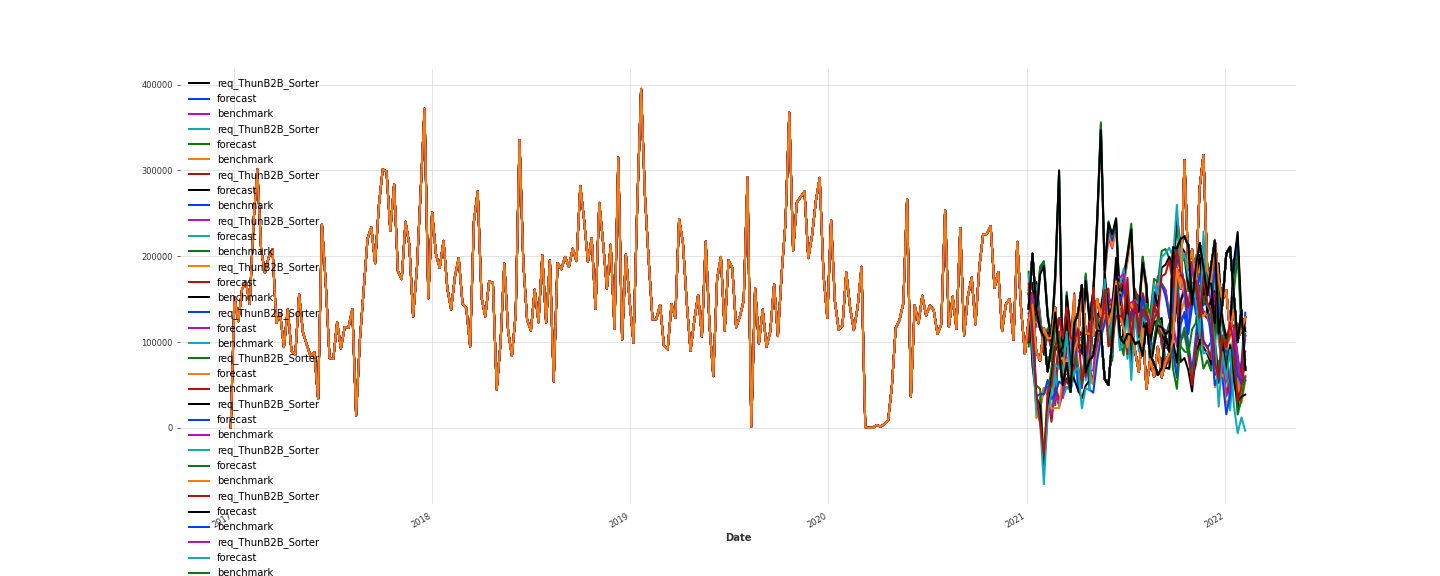 400000
300000
200000
100000
0
req_ThunB2B_Sorter
forecast
benchmark
req_ThunB2B_Sorter
forecast
benchmark
req_ThunB2B_Sorter
forecast
benchmark
req_ThunB2B_Sorter
forecast
benchmark
req_ThunB2B_Sorter
forecast
benchmark
req_ThunB2B_Sorter
forecast
benchmark
req_ThunB2B_Sorter
forecast
benchmark
req_ThunB2B_Sorter
forecast
benchmark
req_ThunB2B_Sorter
forecast
benchmark
req_ThunB2B_Sorter
forecast
benchmark
req_ThunB2B_Sorter
forecast
benchmark
2017
2018
2019
2020
2021
2022
Date